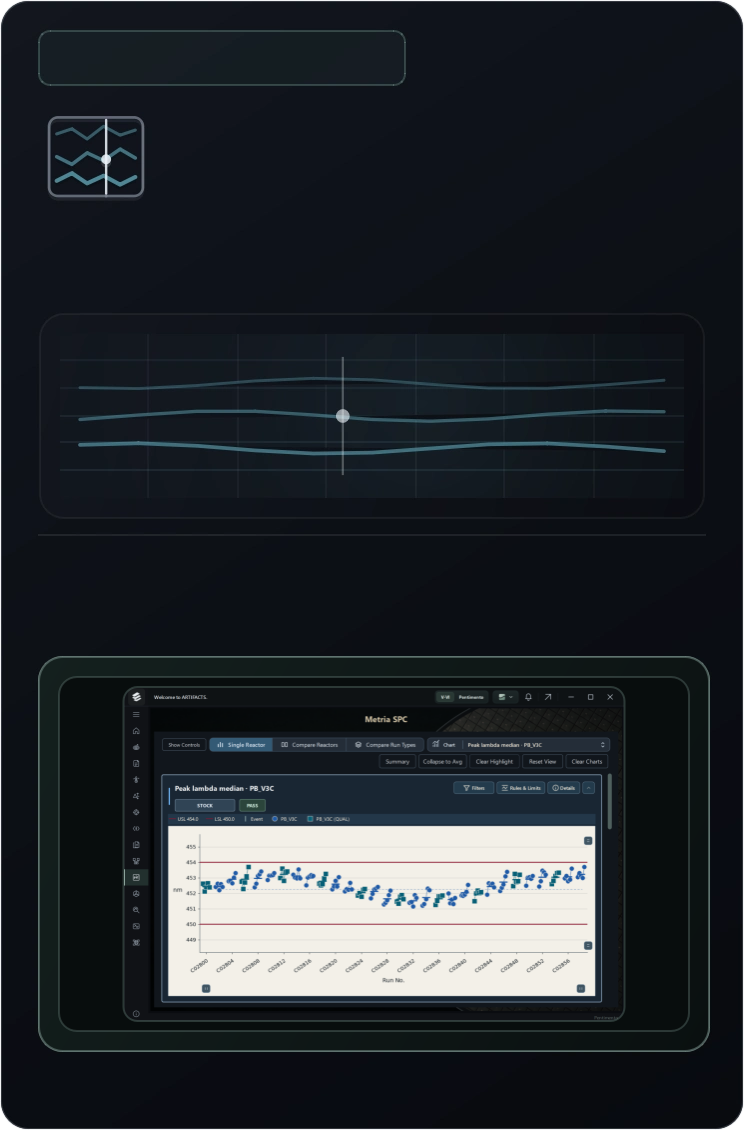 Welcome to ARTIFACTS.
V-W Pentimento
Metria SPC
Show Controls Single Reactor Compare Reactors Compare Run Types Chart Peak lambda median · PB_V3C
Summary Collapse to Avg Clear Highlight Reset View Clear Charts
Peak lambda median · PB_V3C
Filters Rules & Limits Details
STOCK PASS
USL 454.0 LSL 450.0 Event PB_V3C PB_V3C (QUAL)
455
454
453
nm 452
451
450
449
C02800 C02804 C02808 C02812 C02816 C02820 C02824 C02828 C02832 C02836 C02840 C02844 C02848 C02852 C02856
Run No.